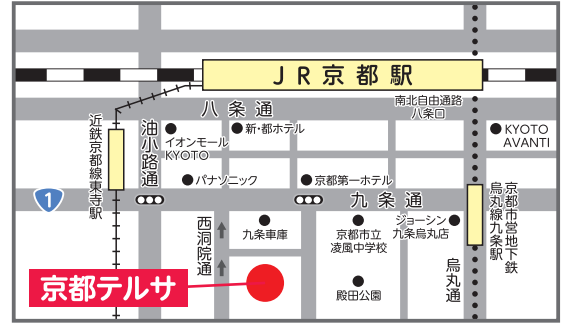 JR京都駅
南北自由通路
八条口
八条通
近鉄京都線東寺駅
油小路通
イオンモール
KYOTO
新・都ホテル
KYOTO
AVANTI
パナソニック
京都第一ホテル
1
九条通
西洞院通
九条車庫
京都市立
凌風中学校
ジョーシン
九条烏丸店
京都市営地下鉄
烏丸線九条駅
烏丸通
京都テルサ
殿田公園